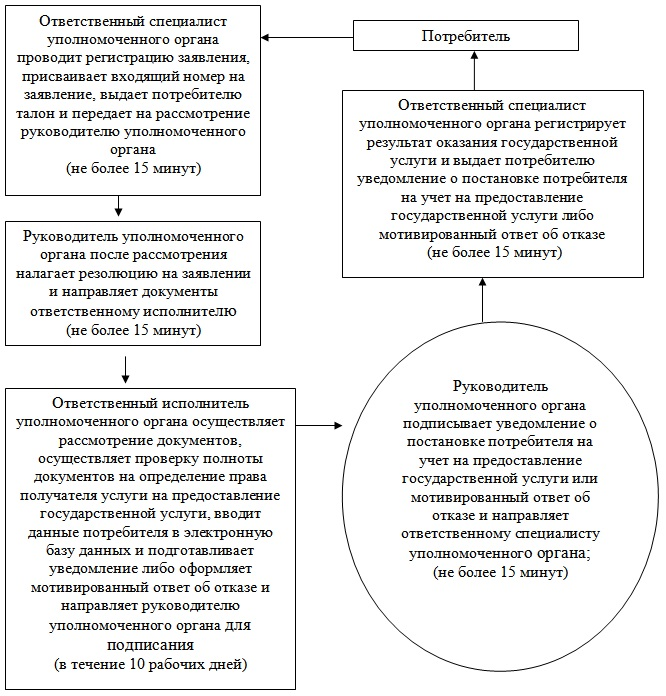 Потребитель
Ответственный специалист
уполномоченного органа
проводит регистрацию заявления,
присваивает входящий номер на
заявление, выдает потребителю
талон и передает на рассмотрение
руководителю уполномоченного
органа
(не более 15 минут)
Руководитель уполномоченного
органа после рассмотрения
налагает резолюцию на заявлении
и направляет документы
ответственному исполнителю
(не более 15 минут)
Ответственный исполнитель
уполномоченного органа осуществляет
рассмотрение документов,
осуществляет проверку полноты
документов на определение права
получателя услуги на предоставление
государственной услуги, вводит
данные потребителя в электронную
базу данных и подготавливает
уведомление либо оформляет
мотивированный ответ об отказе и
направляет руководителю
уполномоченного органа для
подписания
(в течение 10 рабочих дней)
Руководитель
уполномоченного органа
подписывает уведомление о
постановке потребителя на
учет на предоставление
государственной услуги или
мотивированный ответ об
отказе и направляет
ответственному специалисту
уполномоченного органа;
(не более 15 минут)
Ответственный специалист
уполномоченного органа регистрирует
результат оказания государственной
услуги и выдает потребителю
уведомление о постановке потребителя
на учет на предоставление
государственной услуги либо
мотивированный ответ об отказе
(не более 15 минут)